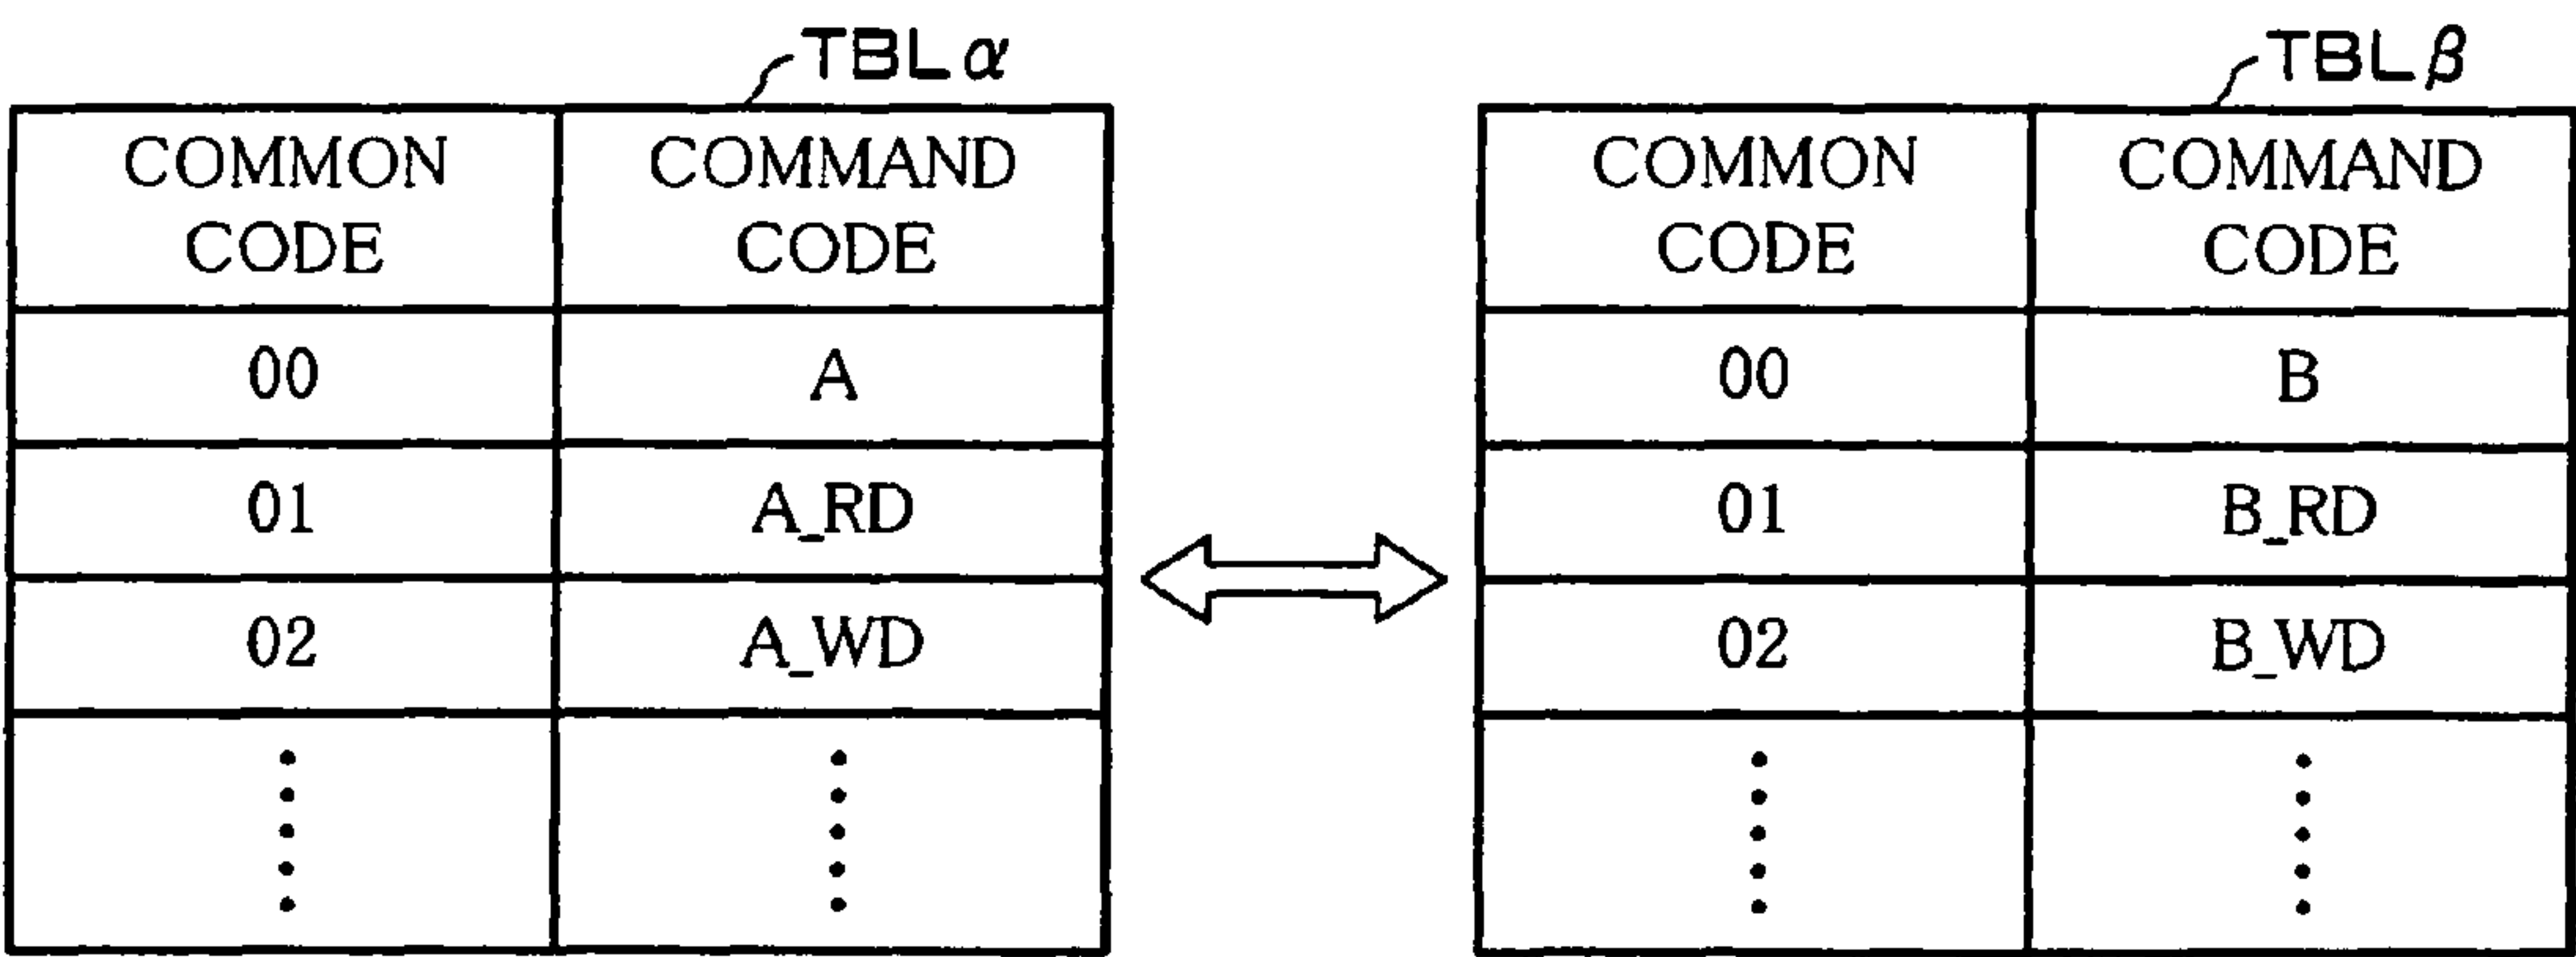 TBLα
COMMON CODE COMMAND CODE
00 A
01 A_RD
02 A_WD
TBLβ
COMMON CODE COMMAND CODE
00 B
01 B_RD
02 B_WD